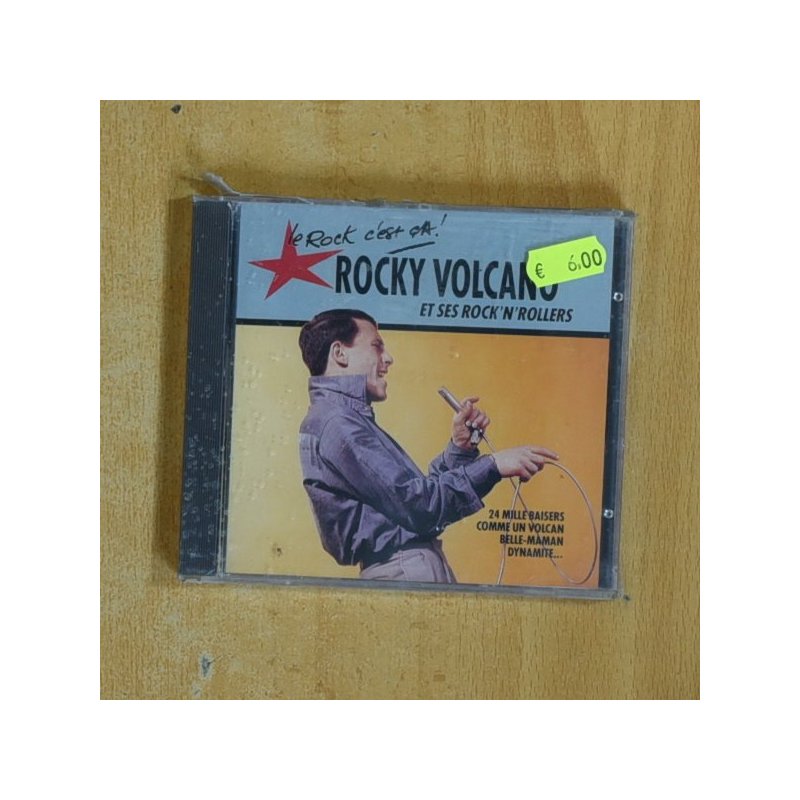 le Rock c'est çA!
ROCKY VOLCANO
€ 6,00
ET SES ROCK'N'ROLLERS
24 MILLE BAISERS
COMME UN VOLCAN
BELLE-MAMAN
DYNAMITE...